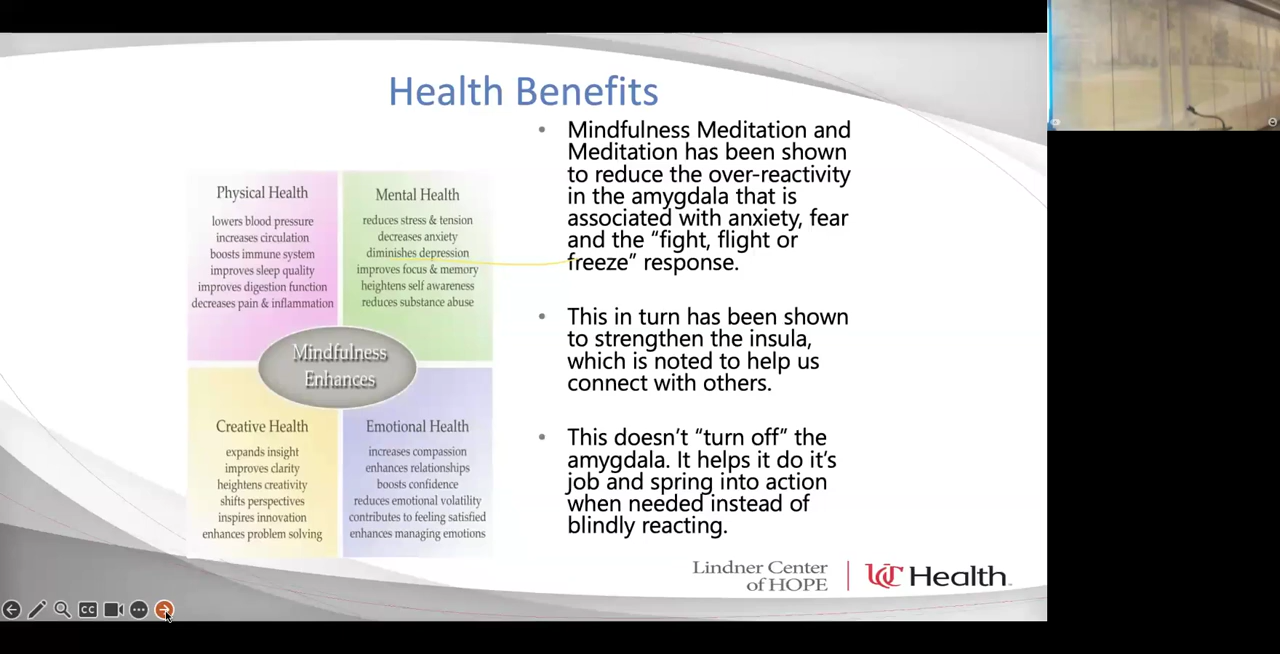 Health Benefits
Physical Health
lowers blood pressure
increases circulation
boosts immune system
improves sleep quality
improves digestion function
decreases pain & inflammation
Mental Health
reduces stress & tension
decreases anxiety
diminishes depression
improves focus & memory
heightens self awareness
reduces substance abuse
Mindfulness
Enhances
Creative Health
expands insight
improves clarity
heightens creativity
shifts perspectives
inspires innovation
enhances problem solving
Emotional Health
increases compassion
enhances relationships
boosts confidence
reduces emotional volatility
contributes to feeling satisfied
enhances managing emotions
• Mindfulness Meditation and
Meditation has been shown
to reduce the over-reactivity
in the amygdala that is
associated with anxiety, fear
and the “fight, flight or
freeze” response.
• This in turn has been shown
to strengthen the insula,
which is noted to help us
connect with others.
• This doesn’t “turn off” the
amygdala. It helps it do it’s
job and spring into action
when needed instead of
blindly reacting.
Lindner Center
of HOPE
UC Health
CC